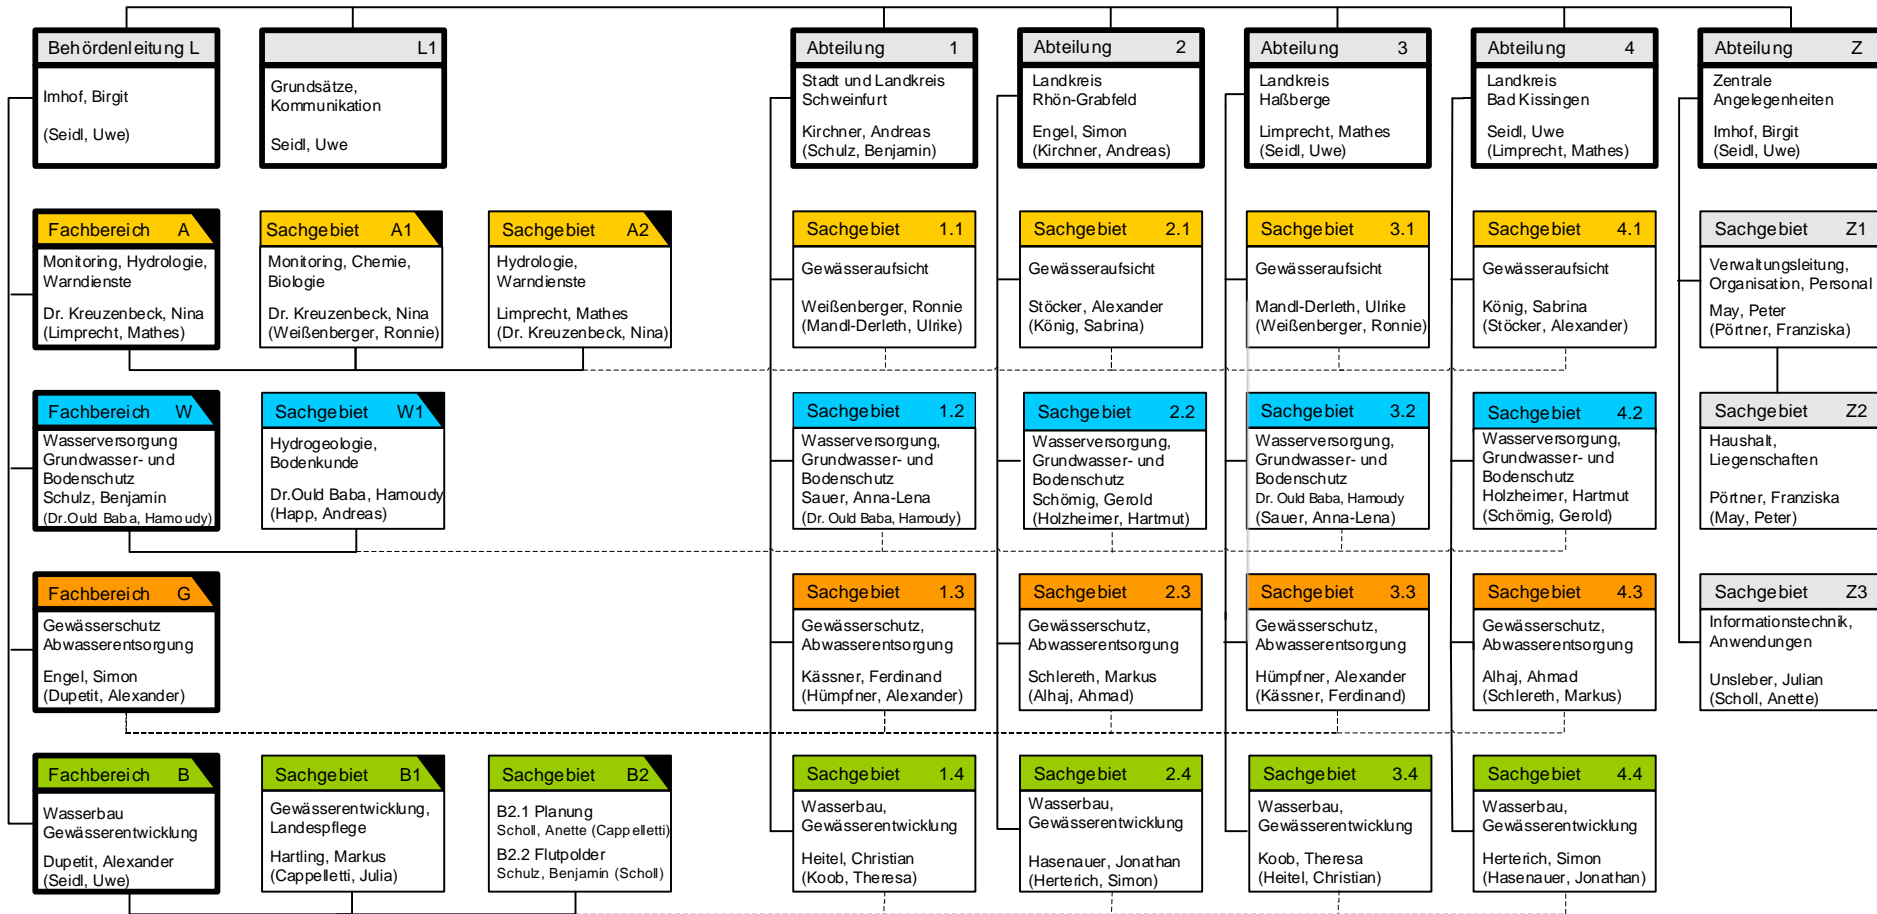 Behördenleitung L
Imhof, Birgit
(Seidl, Uwe)
L1
Grundsätze,
Kommunikation
Seidl, Uwe
Abteilung 1
Stadt und Landkreis
Schweinfurt
Kirchner, Andreas
(Schulz, Benjamin)
Abteilung 2
Landkreis
Rhön-Grabfeld
Engel, Simon
(Kirchner, Andreas)
Abteilung 3
Landkreis
Haßberge
Limprecht, Mathes
(Seidl, Uwe)
Abteilung 4
Landkreis
Bad Kissingen
Seidl, Uwe
(Limprecht, Mathes)
Abteilung Z
Zentrale
Angelegenheiten
Imhof, Birgit
(Seidl, Uwe)
Fachbereich A
Monitoring, Hydrologie,
Warndienste
Dr. Kreuzenbeck, Nina
(Limprecht, Mathes)
Sachgebiet A1
Monitoring, Chemie,
Biologie
Dr. Kreuzenbeck, Nina
(Weißenberger, Ronnie)
Sachgebiet A2
Hydrologie,
Warndienste
Limprecht, Mathes
(Dr. Kreuzenbeck, Nina)
Sachgebiet 1.1
Gewässeraufsicht
Weißenberger, Ronnie
(Mandl-Derleth, Ulrike)
Sachgebiet 2.1
Gewässeraufsicht
Stöcker, Alexander
(König, Sabrina)
Sachgebiet 3.1
Gewässeraufsicht
Mandl-Derleth, Ulrike
(Weißenberger, Ronnie)
Sachgebiet 4.1
Gewässeraufsicht
König, Sabrina
(Stöcker, Alexander)
Sachgebiet Z1
Verwaltungsleitung,
Organisation, Personal
May, Peter
(Pörtner, Franziska)
Fachbereich W
Wasserversorgung
Grundwasser- und
Bodenschutz
Schulz, Benjamin
(Dr.Ould Baba, Hamoudy)
Sachgebiet W1
Hydrogeologie,
Bodenkunde
Dr.Ould Baba, Hamoudy
(Happ, Andreas)
Sachgebiet 1.2
Wasserversorgung,
Grundwasser- und
Bodenschutz
Sauer, Anna-Lena
(Dr. Ould Baba, Hamoudy)
Sachgebiet 2.2
Wasserversorgung,
Grundwasser- und
Bodenschutz
Schömig, Gerold
(Holzheimer, Hartmut)
Sachgebiet 3.2
Wasserversorgung,
Grundwasser- und
Bodenschutz
Dr. Ould Baba, Hamoudy
(Sauer, Anna-Lena)
Sachgebiet 4.2
Wasserversorgung,
Grundwasser- und
Bodenschutz
Holzheimer, Hartmut
(Schömig, Gerold)
Sachgebiet Z2
Haushalt,
Liegenschaften
Pörtner, Franziska
(May, Peter)
Fachbereich G
Gewässerschutz
Abwasserentsorgung
Engel, Simon
(Dupetit, Alexander)
Sachgebiet 1.3
Gewässerschutz,
Abwasserentsorgung
Kässner, Ferdinand
(Hümpfner, Alexander)
Sachgebiet 2.3
Gewässerschutz,
Abwasserentsorgung
Schlereth, Markus
(Alhaj, Ahmad)
Sachgebiet 3.3
Gewässerschutz,
Abwasserentsorgung
Hümpfner, Alexander
(Kässner, Ferdinand)
Sachgebiet 4.3
Gewässerschutz,
Abwasserentsorgung
Alhaj, Ahmad
(Schlereth, Markus)
Sachgebiet Z3
Informationstechnik,
Anwendungen
Unsleber, Julian
(Scholl, Anette)
Fachbereich B
Wasserbau
Gewässerentwicklung
Dupetit, Alexander
(Seidl, Uwe)
Sachgebiet B1
Gewässerentwicklung,
Landespflege
Hartling, Markus
(Cappelletti, Julia)
Sachgebiet B2
B2.1 Planung
Scholl, Anette (Cappelletti)
B2.2 Flutpolder
Schulz, Benjamin (Scholl)
Sachgebiet 1.4
Wasserbau,
Gewässerentwicklung
Heitel, Christian
(Koob, Theresa)
Sachgebiet 2.4
Wasserbau,
Gewässerentwicklung
Hasenauer, Jonathan
(Herterich, Simon)
Sachgebiet 3.4
Wasserbau,
Gewässerentwicklung
Koob, Theresa
(Heitel, Christian)
Sachgebiet 4.4
Wasserbau,
Gewässerentwicklung
Herterich, Simon
(Hasenauer, Jonathan)